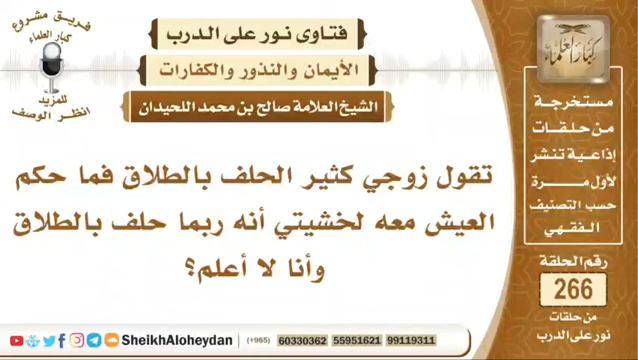 فتاوى نور على الدرب
الأيمان والنذور والكفارات
الشيخ العلامة صالح بن محمد اللحيدان
فريق مشروع
كبار العلماء
للمزيد
انظر الوصف
كبار العلماء
مستخرجة
من حلقات
إذاعية تنشر
لأول مرة
حسب التصنيف
الفقهي
رقم الحلقة
266
من حلقات
نور على الدرب
تقول زوجي كثير الحلف بالطلاق فما حكم
العيش معه لخشيتي أنه ربما حلف بالطلاق
وأنا لا أعلم؟
SheikhAloheydan (+965) 60330362 55951621 99119311